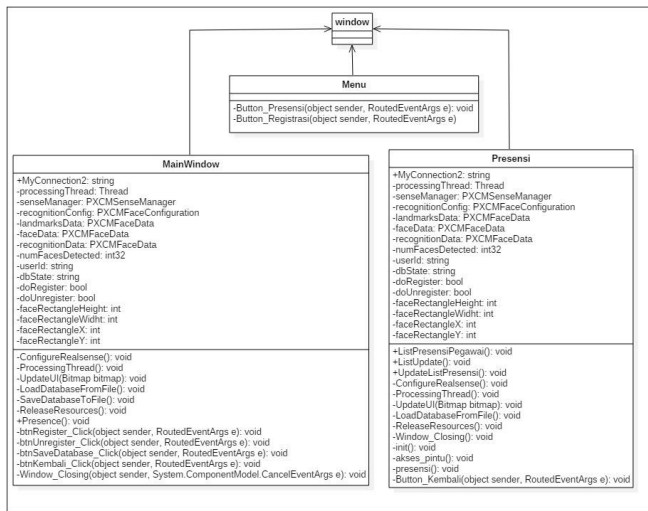 window
Menu
-Button_Presensi(object sender, RoutedEventArgs e): void
-Button_Registrasi(object sender, RoutedEventArgs e)
MainWindow
+MyConnection2: string
-processingThread: Thread
-senseManager: PXCMSenseManager
-recognitionConfig: PXCMFaceConfiguration
-landmarksData: PXCMFaceData
-faceData: PXCMFaceData
-recognitionData: PXCMFaceData
-numFacesDetected: int32
-userId: string
-dbState: string
-doRegister: bool
-doUnregister: bool
-faceRectangleHeight: int
-faceRectangleWidht: int
-faceRectangleX: int
-faceRectangleY: int
-ConfigureRealsense(): void
-ProcessingThread(): void
-UpdateUI(Bitmap bitmap): void
-LoadDatabaseFromFile(): void
-SaveDatabaseToFile(): void
-ReleaseResources(): void
+Presence(): void
-btnRegister_Click(object sender, RoutedEventArgs e): void
-btnUnregister_Click(object sender, RoutedEventArgs e): void
-btnSaveDatabase_Click(object sender, RoutedEventArgs e): void
-btnKembali_Click(object sender, RoutedEventArgs e): void
-Window_Closing(object sender, System.ComponentModel.CancelEventArgs e): void
Presensi
+MyConnection2: string
-processingThread: Thread
-senseManager: PXCMSenseManager
-recognitionConfig: PXCMFaceConfiguration
-landmarksData: PXCMFaceData
-faceData: PXCMFaceData
-recognitionData: PXCMFaceData
-numFacesDetected: int32
-userId: string
-dbState: string
-doRegister: bool
-doUnregister: bool
-faceRectangleHeight: int
-faceRectangleWidht: int
-faceRectangleX: int
-faceRectangleY: int
+ListPresensiPegawai(): void
+ListUpdate(): void
+UpdateListPresensi(): void
-ConfigureRealsense(): void
-ProcessingThread(): void
-UpdateUI(Bitmap bitmap): void
-LoadDatabaseFromFile(): void
-ReleaseResources(): void
-Window_Closing(): void
-init(): void
-akses_pintu(): void
-presensi(): void
-Button_Kembali(object sender, RoutedEventArgs e): void